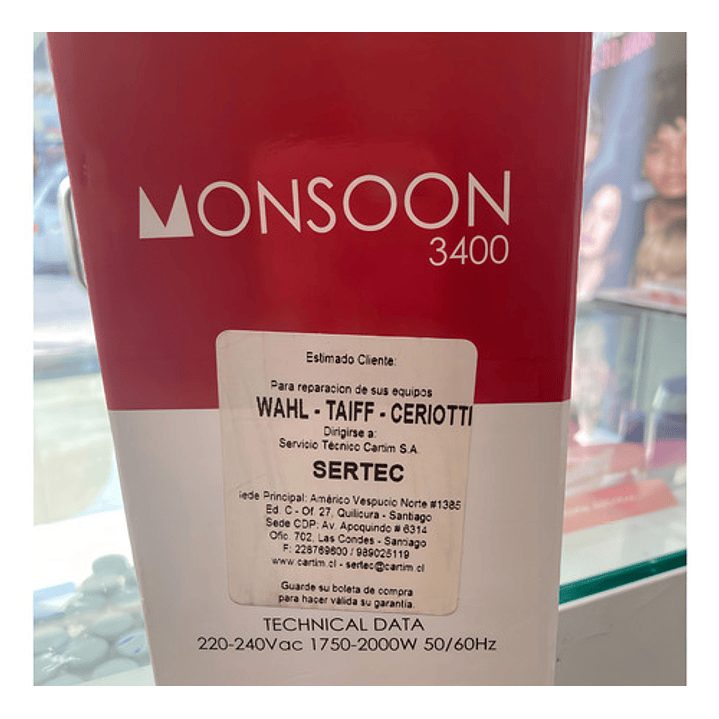 MONSOON
3400
Estimado Cliente:
Para reparacion de sus equipos
WAHL - TAIFF - CERIOTTI
Dirigirse a:
Servicio Técnico Cartim S.A
SERTEC
iede Principal: Américo Vespucio Norte #1385
Ed. C - Of. 27, Quilicura - Santiago
Sede CDP: Av. Apoquindo # 6314
Ofic. 702, Las Condes - Santiago
F: 228769800 / 989025119
www.cartim.cl - sertec@cartim.cl
Guarde su boleta de compra
para hacer válida su garantía.
TECHNICAL DATA
220-240Vac 1750-2000W 50/60Hz